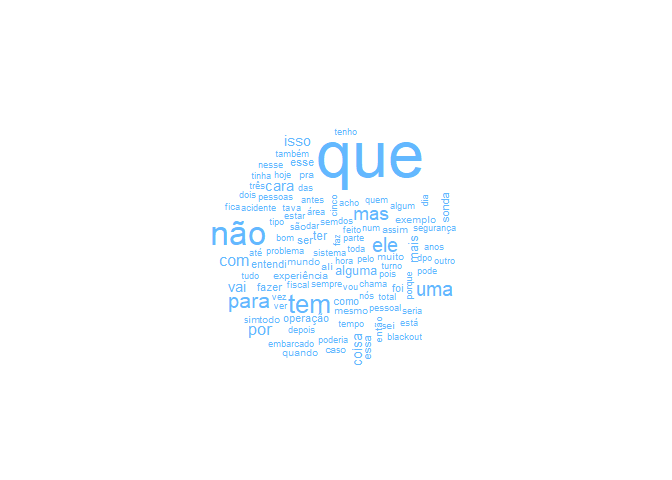 tenho
isso que
também
nesse esse
tinha hoje pra
três cara das
dois pessoas antes cinco acho quem algum dia sonda
fica acidente tava área mas exemplo
estar
tipo são dar sem dos feito num assim segurança
não bom ser ter faz parte ele mais anos
até problema sistema toda muito
com entendi mundo ali hora pelo dpo outro
tudo experiência alguma turno pois pode
vai fazer fiscal sempre vou chama foi porque uma
para vez tem como nós total
ver mesmo pessoal seria
sim todo operação tempo então sei está
por depois coisa essa blackout
embarcado poderia
quando caso